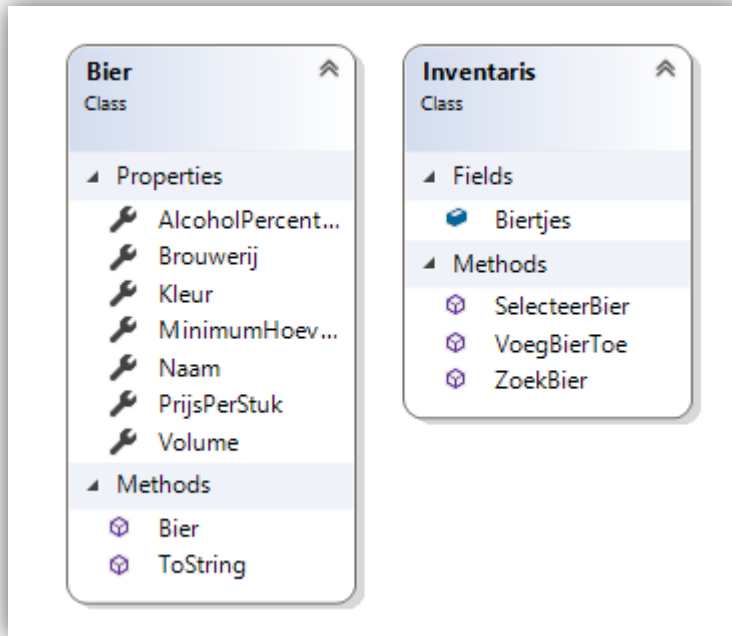 Bier
Class
Properties
AlcoholPercent...
Brouwerij
Kleur
MinimumHoev...
Naam
PrijsPerStuk
Volume
Methods
Bier
ToString
Inventaris
Class
Fields
Biertjes
Methods
SelecteerBier
VoegBierToe
ZoekBier